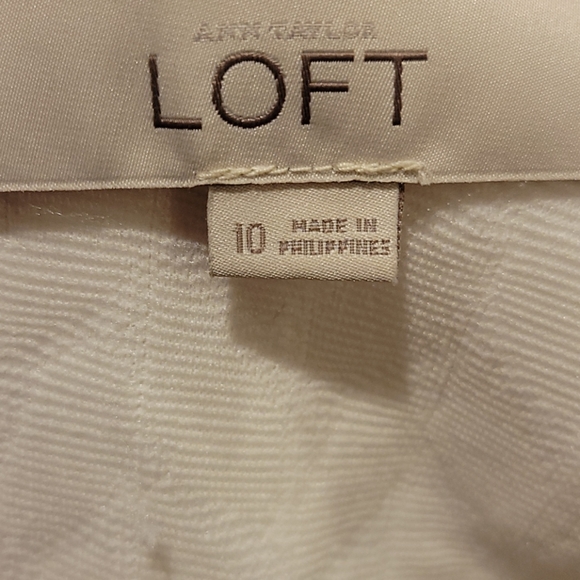 ANN TAYLOR
LOFT
10
MADE IN
PHILIPPINES